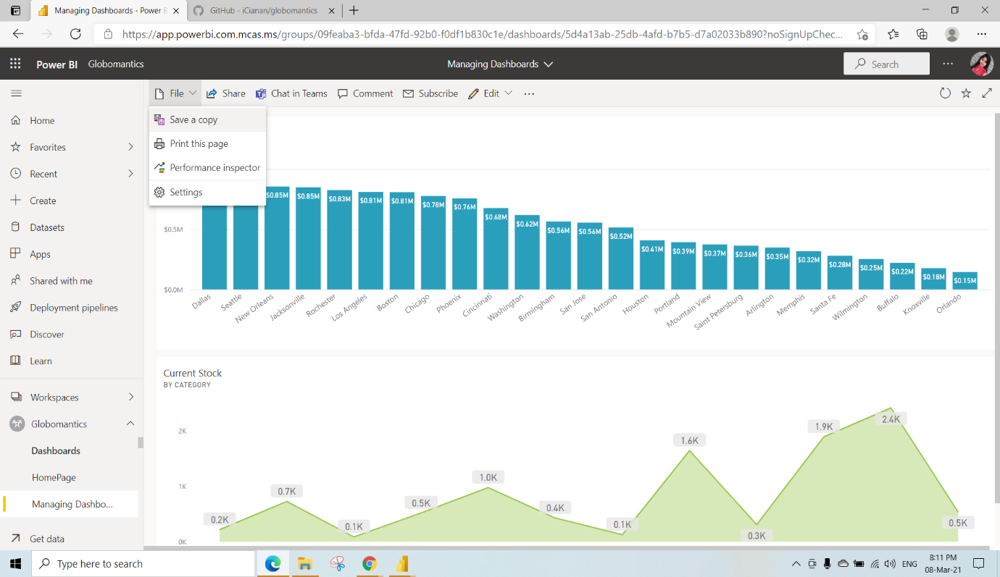 Managing Dashboards - Power B
GitHub - iCianan/globomantics
https://app.powerbi.com.mcas.ms/groups/09feaba3-bfda-47fd-92b0-f0df1b830c1e/dashboards/5d4a13ab-25db-4afd-b7b5-d7a02033b890?noSignUpChec...
Power BI Globomantics
Managing Dashboards
Search
File
Share
Chat in Teams
Comment
Subscribe
Edit
Home
Favorites
Recent
Create
Datasets
Apps
Shared with me
Deployment pipelines
Discover
Learn
Workspaces
Globomantics
Dashboards
HomePage
Managing Dashbo...
Get data
Save a copy
Print this page
Performance inspector
Settings
$0.85M $0.85M $0.83M $0.81M $0.81M $0.78M $0.76M $0.68M $0.62M $0.56M $0.56M $0.52M $0.41M $0.39M $0.37M $0.36M $0.35M $0.32M $0.28M $0.25M $0.22M $0.18M $0.15M
$0.5M
$0.0M
Dallas Seattle New Orleans Jacksonville Rochester Los Angeles Boston Chicago Phoenix Cincinnati Washington Birmingham San Jose San Antonio Houston Portland Mountain View Saint Petersburg Arlington Memphis Santa Fe Wilmington Buffalo Knoxville Orlando
Current Stock
BY CATEGORY
2K
1K
0K
0.2K 0.7K 0.1K 0.5K 1.0K 0.4K 0.1K 1.6K 0.3K 1.9K 2.4K 0.5K
Type here to search
ENG
8:11 PM
08-Mar-21